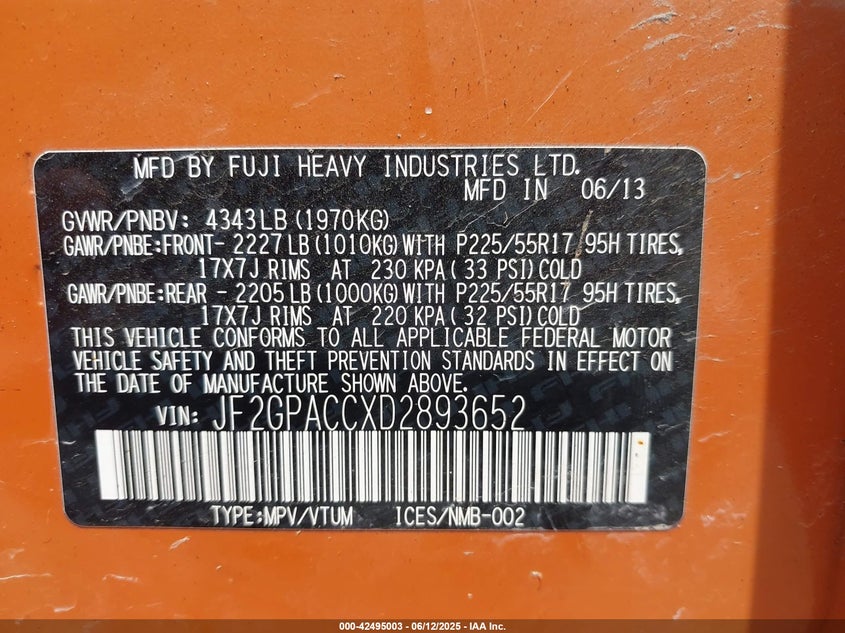 MFD BY FUJI HEAVY INDUSTRIES LTD.
MFD IN 06/13
GVWR/PNBV: 4343LB (1970KG)
GAWR/PNBE:FRONT- 2227 LB (1010KG) WITH P225/55R17 95H TIRES,
17X7J RIMS AT 230 KPA ( 33 PSI) COLD
GAWR/PNBE:REAR - 2205 LB (1000KG) WITH P225/55R17 95H TIRES,
17X7J RIMS AT 220 KPA ( 32 PSI) COLD
THIS VEHICLE CONFORMS TO ALL APPLICABLE FEDERAL MOTOR
VEHICLE SAFETY AND THEFT PREVENTION STANDARDS IN EFFECT ON
THE DATE OF MANUFACTURE SHOWN ABOVE.
VIN: JF2GPACCXD2893652
TYPE:MPV/VTUM ICES/NMB-002
000-42495003 - 06/12/2025 - IAA Inc.